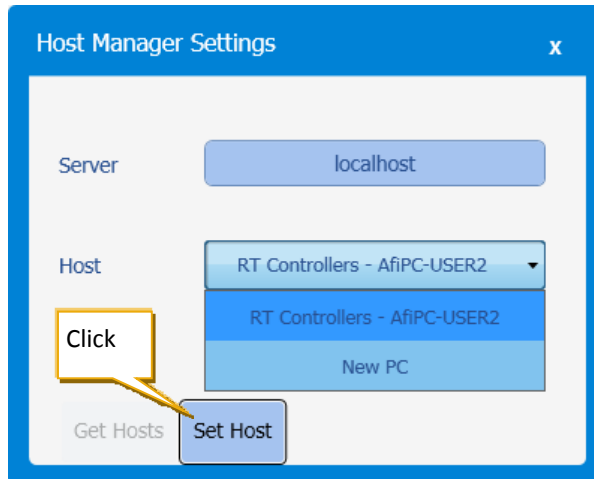 Host Manager Settings x
Server localhost
Host RT Controllers - AfiPC-USER2
RT Controllers - AfiPC-USER2
New PC
Click
Get Hosts Set Host